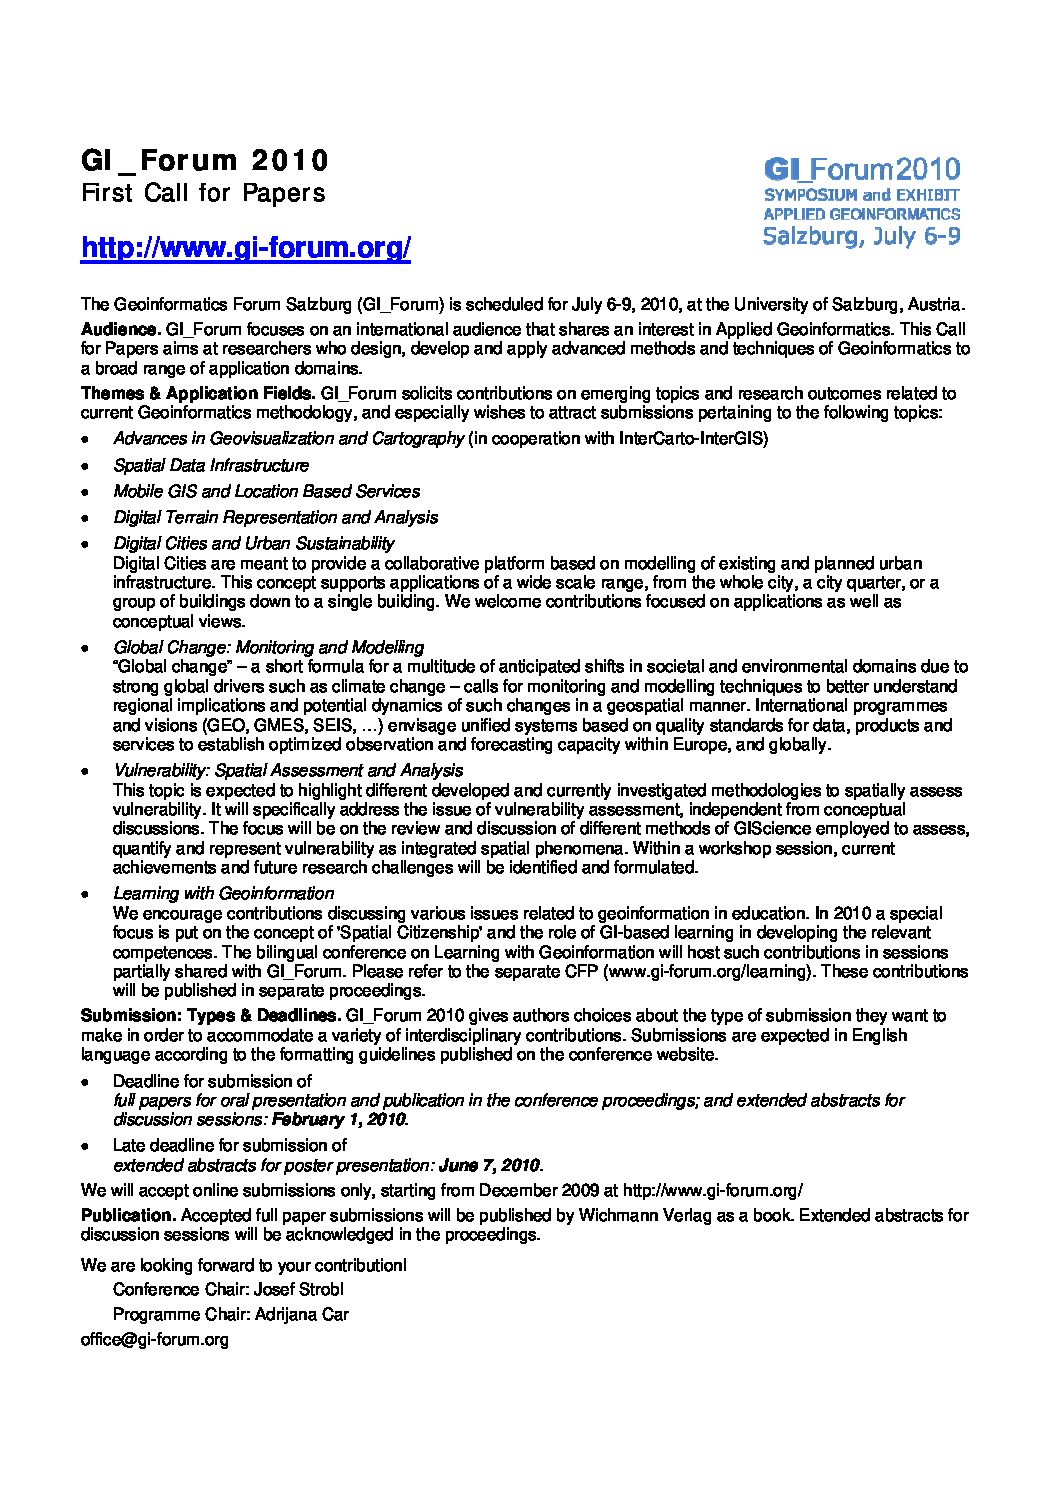 GI_Forum 2010
First Call for Papers
http://www.gi-forum.org/
GI_Forum2010
SYMPOSIUM and EXHIBIT
APPLIED GEOINFORMATICS
Salzburg, July 6-9
The Geoinformatics Forum Salzburg (GI_Forum) is scheduled for July 6-9, 2010, at the University of Salzburg, Austria.
Audience. GI_Forum focuses on an international audience that shares an interest in Applied Geoinformatics. This Call
for Papers aims at researchers who design, develop and apply advanced methods and techniques of Geoinformatics to
a broad range of application domains.
Themes & Application Fields. GI_Forum solicits contributions on emerging topics and research outcomes related to
current Geoinformatics methodology, and especially wishes to attract submissions pertaining to the following topics:
• Advances in Geovisualization and Cartography (in cooperation with InterCarto-InterGIS)
• Spatial Data Infrastructure
• Mobile GIS and Location Based Services
• Digital Terrain Representation and Analysis
• Digital Cities and Urban Sustainability
Digital Cities are meant to provide a collaborative platform based on modelling of existing and planned urban
infrastructure. This concept supports applications of a wide scale range, from the whole city, a city quarter, or a
group of buildings down to a single building. We welcome contributions focused on applications as well as
conceptual views.
• Global Change: Monitoring and Modelling
“Global change” – a short formula for a multitude of anticipated shifts in societal and environmental domains due to
strong global drivers such as climate change – calls for monitoring and modelling techniques to better understand
regional implications and potential dynamics of such changes in a geospatial manner. International programmes
and visions (GEO, GMES, SEIS, …) envisage unified systems based on quality standards for data, products and
services to establish optimized observation and forecasting capacity within Europe, and globally.
• Vulnerability: Spatial Assessment and Analysis
This topic is expected to highlight different developed and currently investigated methodologies to spatially assess
vulnerability. It will specifically address the issue of vulnerability assessment, independent from conceptual
discussions. The focus will be on the review and discussion of different methods of GIScience employed to assess,
quantify and represent vulnerability as integrated spatial phenomena. Within a workshop session, current
achievements and future research challenges will be identified and formulated.
• Learning with Geoinformation
We encourage contributions discussing various issues related to geoinformation in education. In 2010 a special
focus is put on the concept of 'Spatial Citizenship' and the role of GI-based learning in developing the relevant
competences. The bilingual conference on Learning with Geoinformation will host such contributions in sessions
partially shared with GI_Forum. Please refer to the separate CFP (www.gi-forum.org/learning). These contributions
will be published in separate proceedings.
Submission: Types & Deadlines. GI_Forum 2010 gives authors choices about the type of submission they want to
make in order to accommodate a variety of interdisciplinary contributions. Submissions are expected in English
language according to the formatting guidelines published on the conference website.
• Deadline for submission of
full papers for oral presentation and publication in the conference proceedings; and extended abstracts for
discussion sessions: February 1, 2010.
• Late deadline for submission of
extended abstracts for poster presentation: June 7, 2010.
We will accept online submissions only, starting from December 2009 at http://www.gi-forum.org/
Publication. Accepted full paper submissions will be published by Wichmann Verlag as a book. Extended abstracts for
discussion sessions will be acknowledged in the proceedings.
We are looking forward to your contribution!
Conference Chair: Josef Strobl
Programme Chair: Adrijana Car
office@gi-forum.org